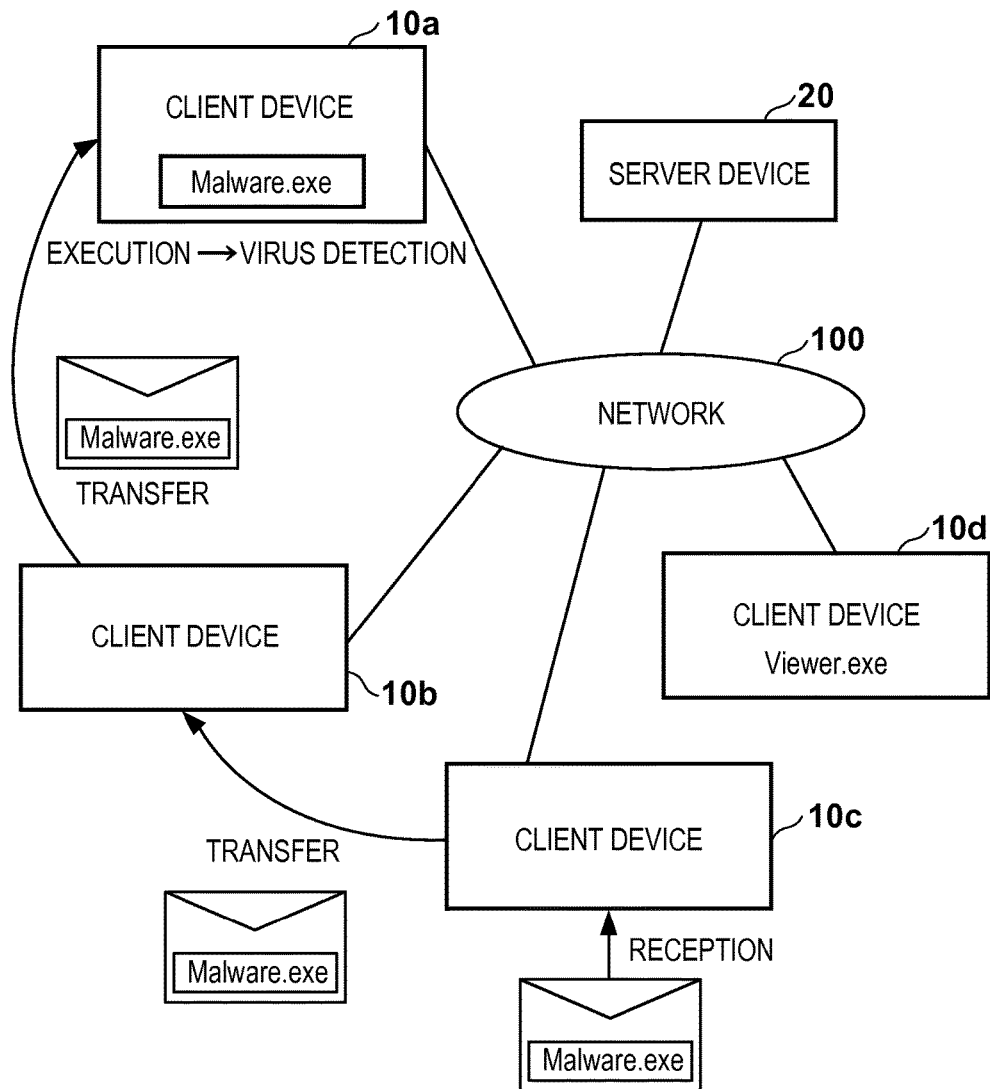 10a
CLIENT DEVICE
Malware.exe
EXECUTION → VIRUS DETECTION
20
SERVER DEVICE
100
NETWORK
Malware.exe
TRANSFER
10d
CLIENT DEVICE
Viewer.exe
CLIENT DEVICE
10b
10c
CLIENT DEVICE
TRANSFER
Malware.exe
RECEPTION
Malware.exe